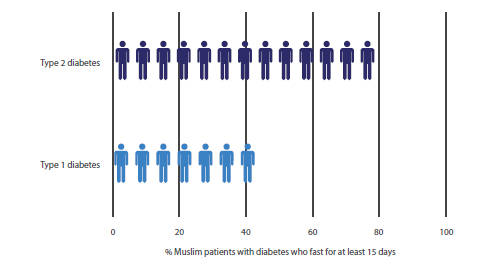 Type 2 diabetes
Type 1 diabetes
0 20 40 60 80 100
% Muslim patients with diabetes who fast for at least 15 days